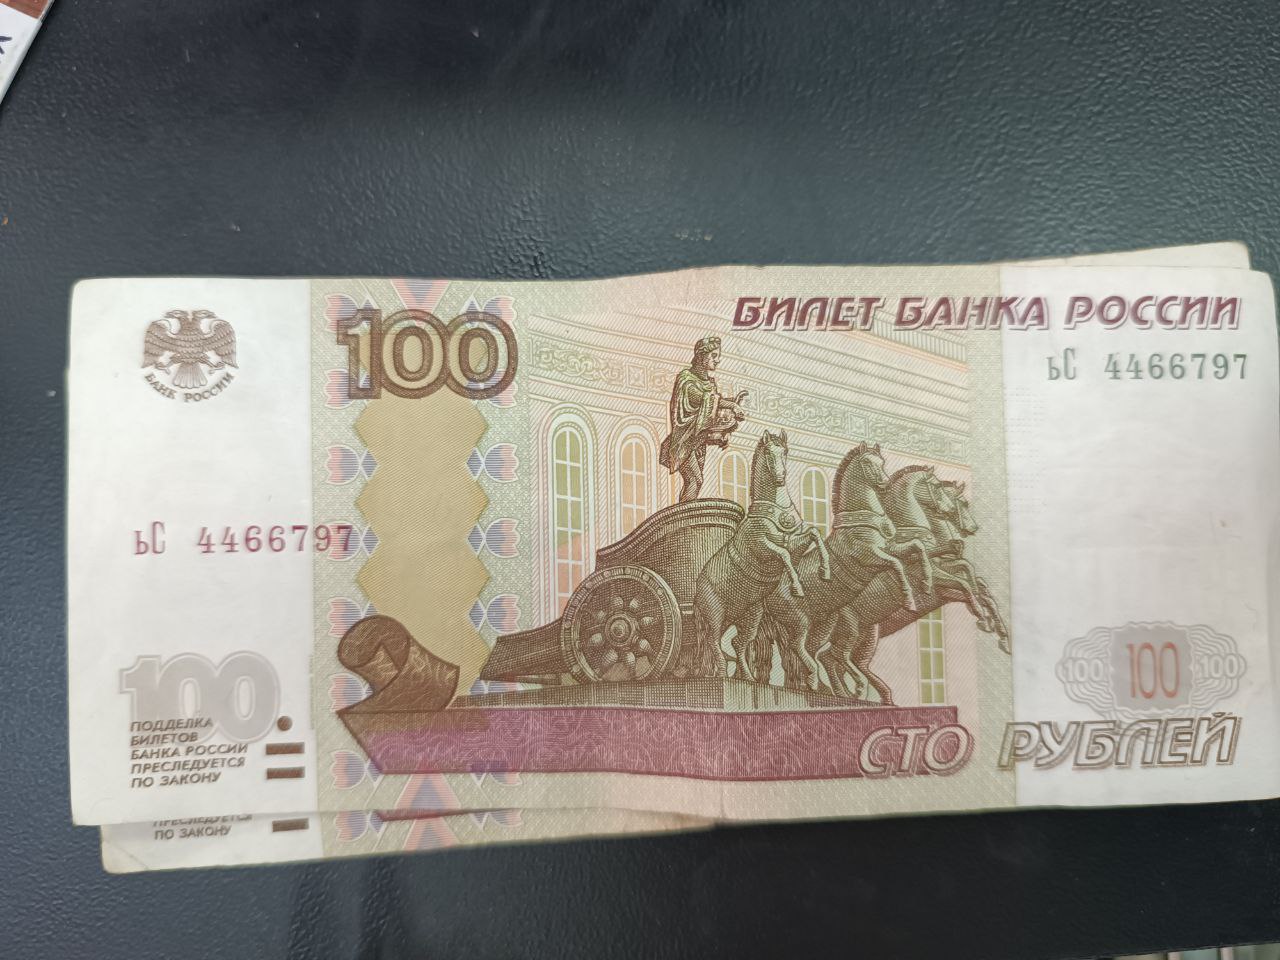 БИЛЕТ БАНКА РОССИИ
100
БАНК РОССИИ
ьС 4466797
ьС 4466797
100
ПОДДЕЛКА
БИЛЕТОВ
БАНКА РОССИИ
ПРЕСЛЕДУЕТСЯ
ПО ЗАКОНУ
100 100 100
СТО РУБЛЕЙ
ПРЕСЛЕДУЕТСЯ
ПО ЗАКОНУ